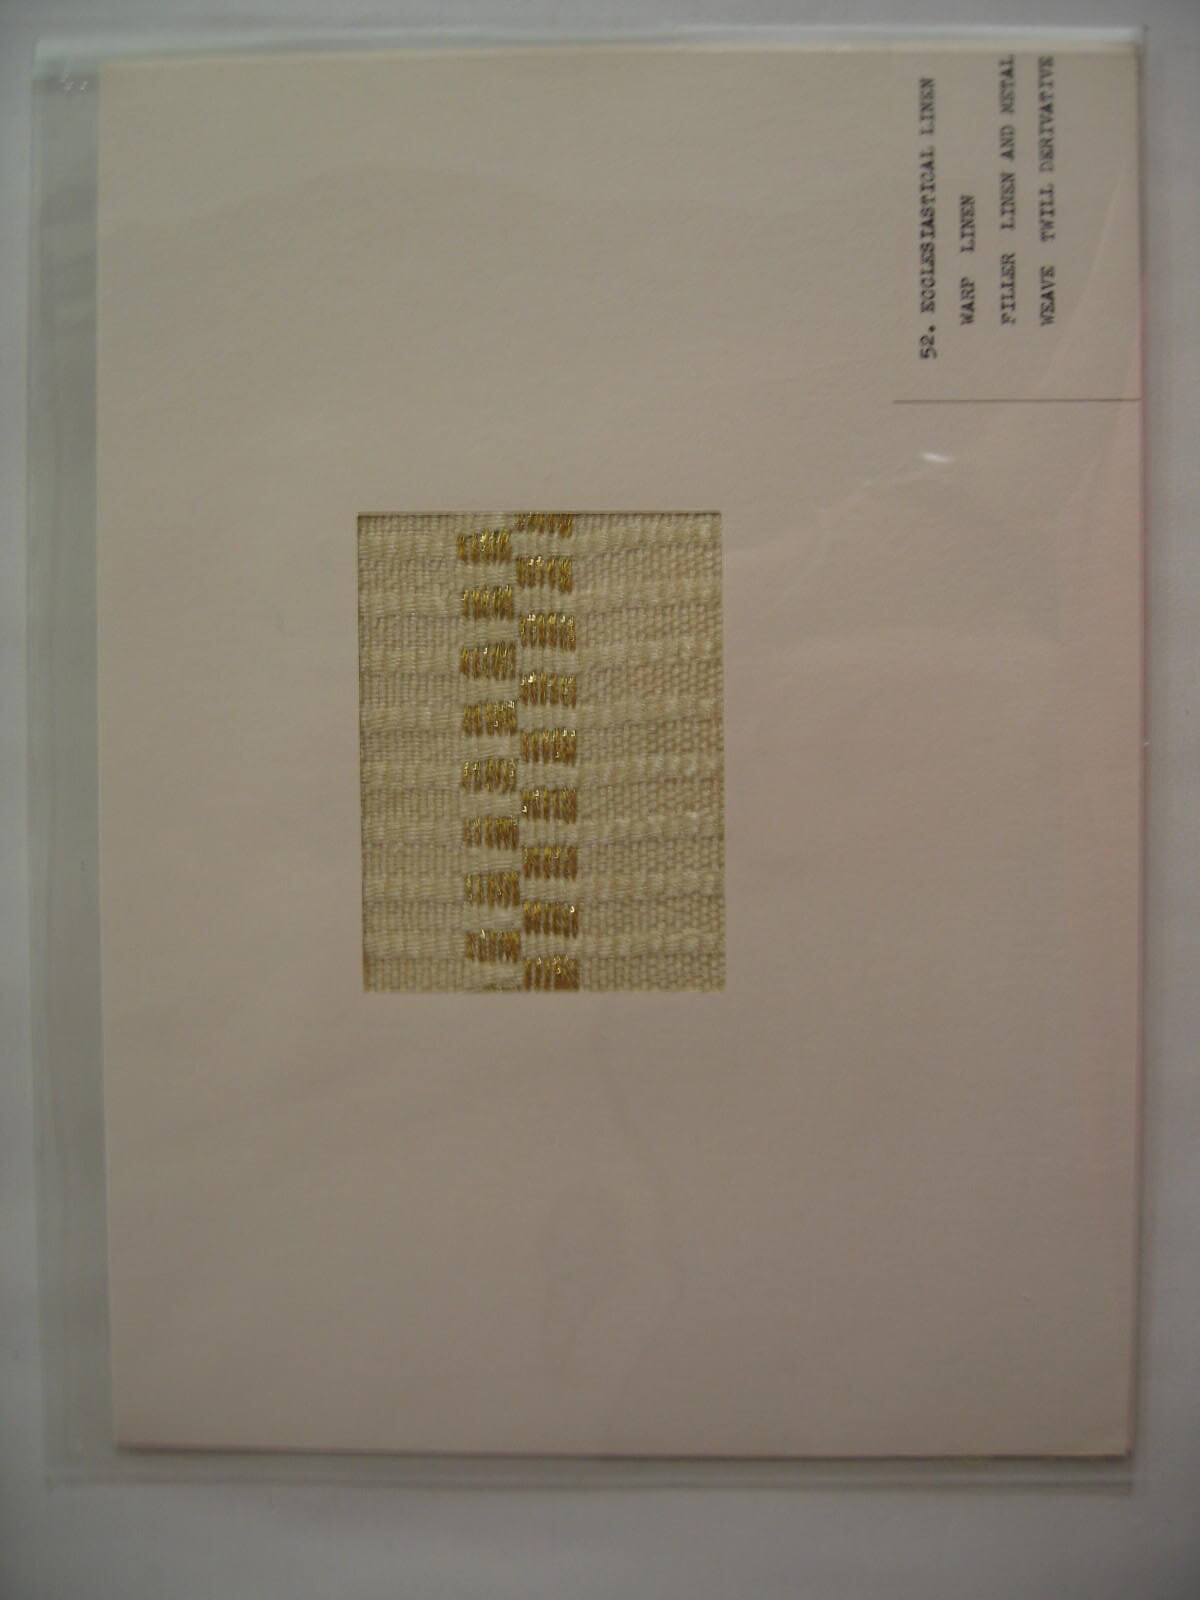 52. ECCLESIASTICAL LINEN
WARP LINEN
FILLER LINEN AND METAL
WEAVE TWILL DERIVATIVE